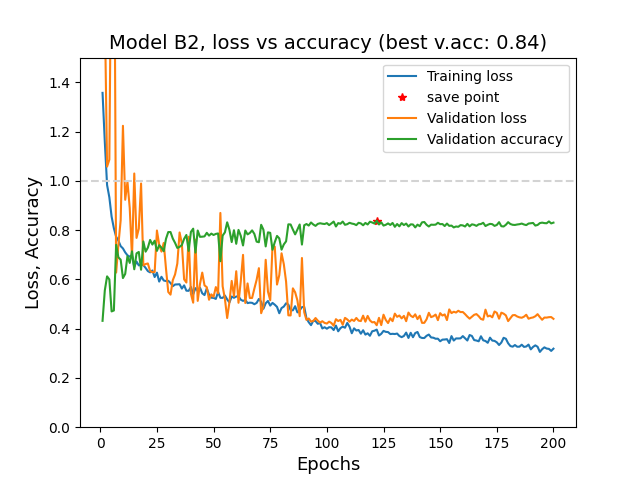 Model B2, loss vs accuracy (best v.acc: 0.84)
Training loss
save point
Validation loss
Validation accuracy
1.4
1.2
1.0
0.8
0.6
0.4
0.2
0.0
Loss, Accuracy
0 25 50 75 100 125 150 175 200
Epochs